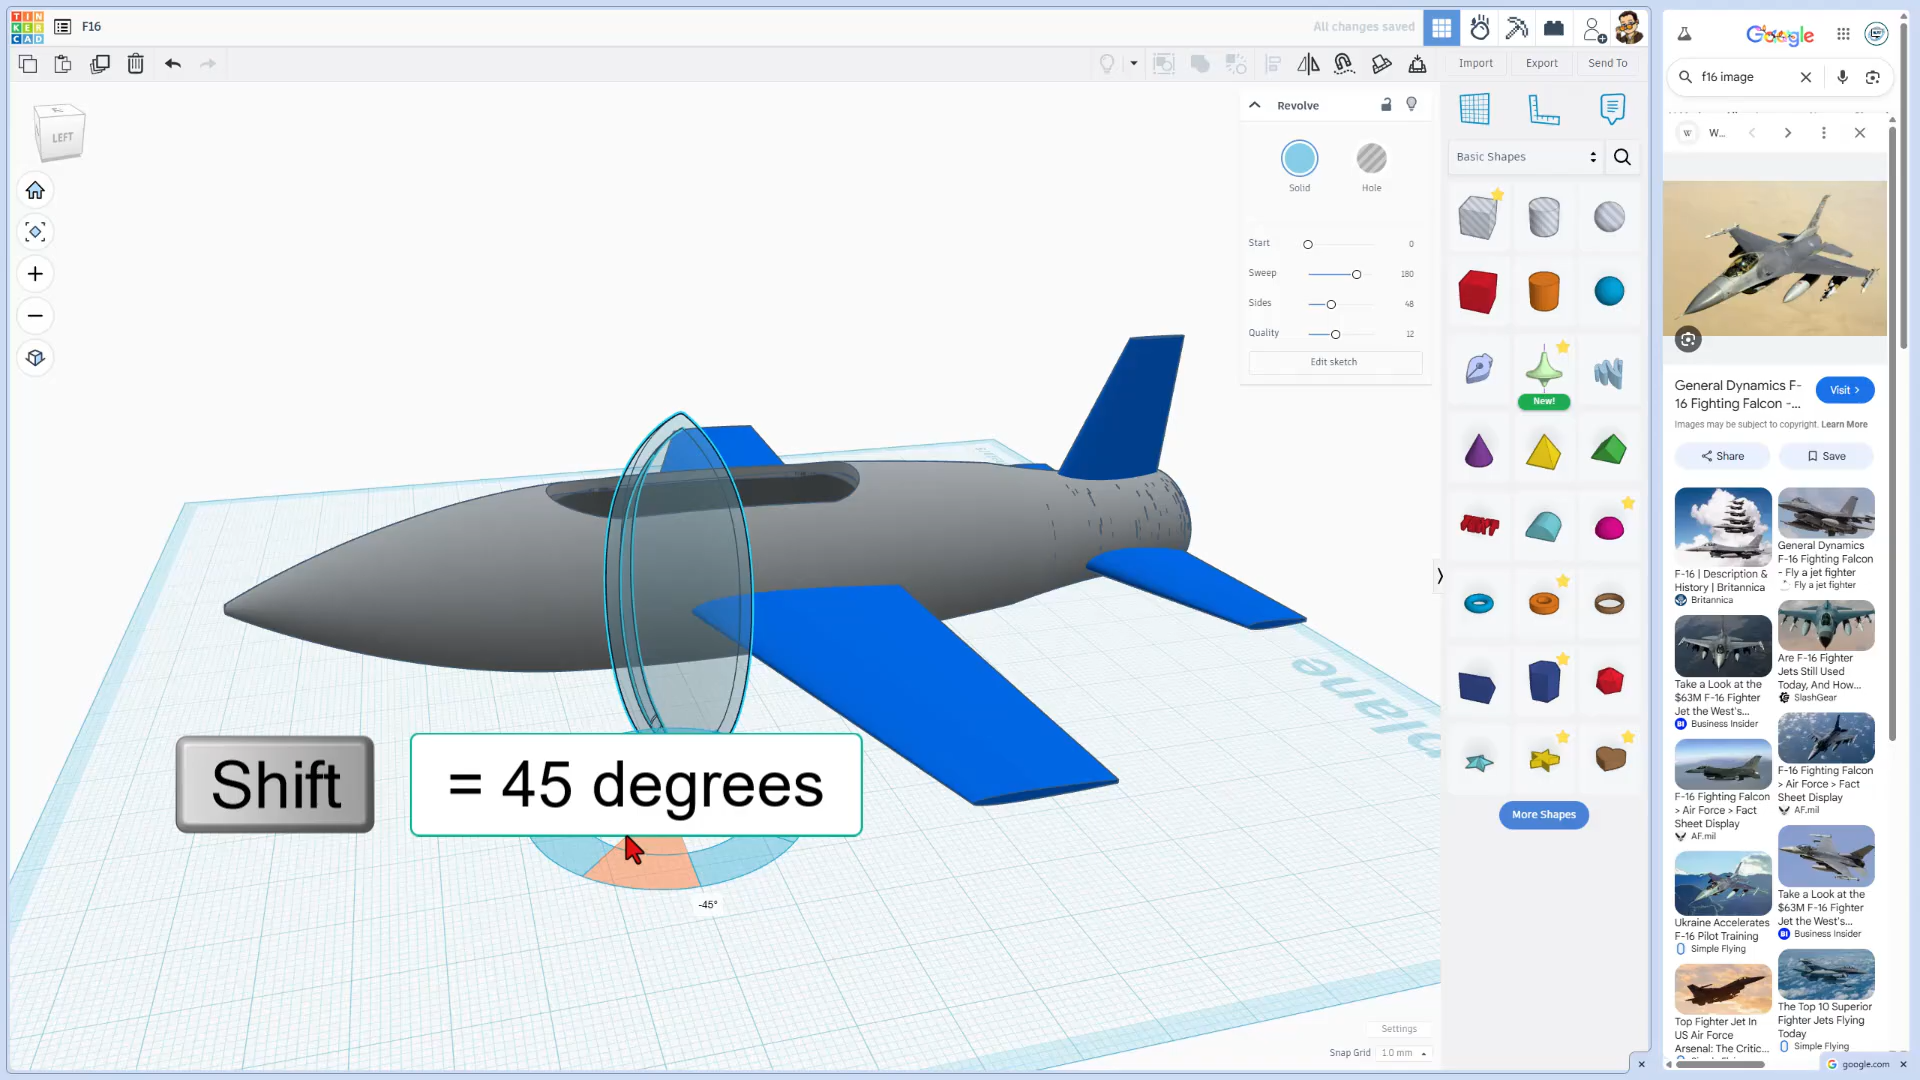 TIN
KER
CAD
F16
All changes saved
Import
Export
Send To
LEFT
Revolve
Solid
Hole
Start
0
Sweep
180
Sides
48
Quality
12
Edit sketch
Basic Shapes
New!
TEXT
More Shapes
plane
Shift
= 45 degrees
-45°
Settings
Snap Grid
1.0 mm
Google
f16 image
W
W...
General Dynamics F-
16 Fighting Falcon -...
Visit >
Images may be subject to copyright. Learn More
Share
Save
F-16 | Description &
History | Britannica
Britannica
Take a Look at the
$63M F-16 Fighter
Jet the West's...
Business Insider
F-16 Fighting Falcon
> Air Force > Fact
Sheet Display
AF.mil
Ukraine Accelerates
F-16 Pilot Training
Simple Flying
Top Fighter Jet In
US Air Force
Arsenal: The Critic...
General Dynamics
F-16 Fighting Falcon
- Fly a jet fighter
Fly a jet fighter
Are F-16 Fighter
Jets Still Used
Today, And How...
SlashGear
F-16 Fighting Falcon
> Air Force > Fact
Sheet Display
AF.mil
Take a Look at the
$63M F-16 Fighter
Jet the West's...
Business Insider
The Top 10 Superior
Fighter Jets Flying
Today
Simple Flying
google.com